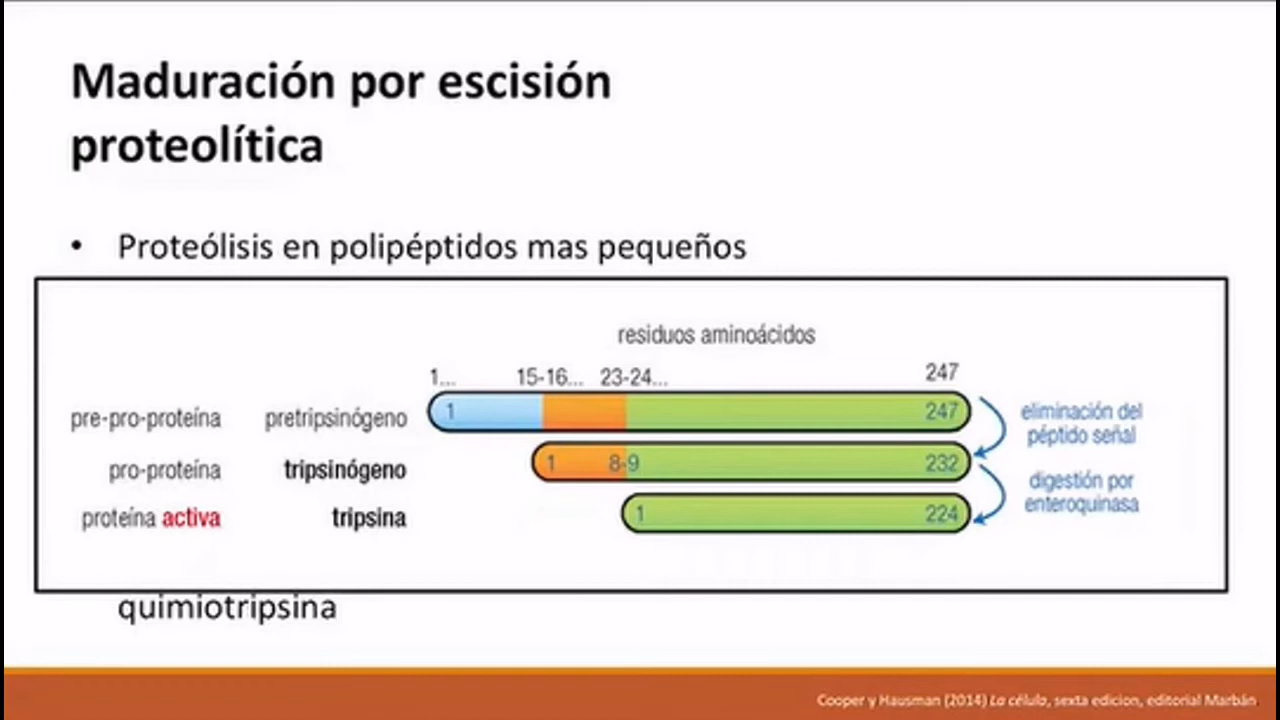 Maduración por escisión
proteolítica
• Proteólisis en polipéptidos mas pequeños
residuos aminoácidos
1... 15-16... 23-24... 247
pre-pro-proteína pretripsinógeno 1 247
eliminación del
péptido señal
pro-proteína tripsinógeno 1 8-9 232
digestión por
enteroquinasa
proteína activa tripsina 1 224
quimiotripsina
Cooper y Hausman (2014) La célula, sexta edicion, editorial Marbán.